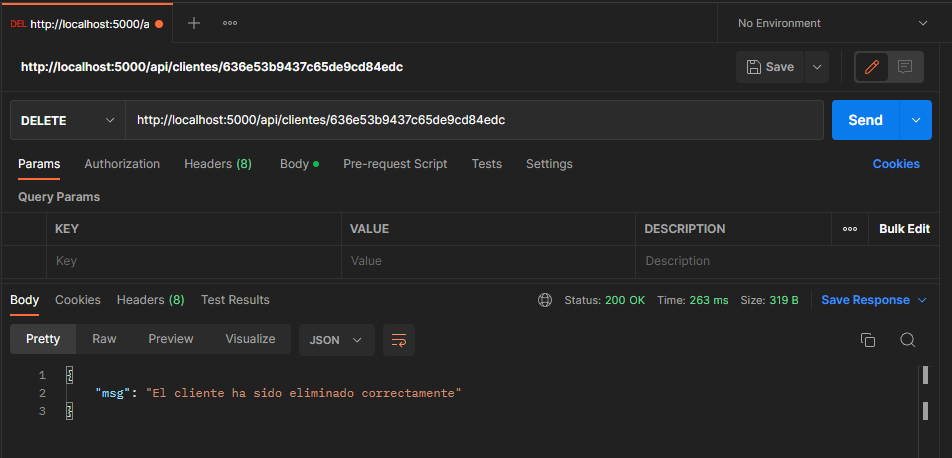 DEL http://localhost:5000/a
No Environment
http://localhost:5000/api/clientes/636e53b9437c65de9cd84edc
Save
DELETE
http://localhost:5000/api/clientes/636e53b9437c65de9cd84edc
Send
Params Authorization Headers (8) Body Pre-request Script Tests Settings Cookies
Query Params
KEY VALUE DESCRIPTION Bulk Edit
Key Value Description
Body Cookies Headers (8) Test Results Status: 200 OK Time: 263 ms Size: 319 B Save Response
Pretty Raw Preview Visualize JSON
1 {
2 "msg": "El cliente ha sido eliminado correctamente"
3 }